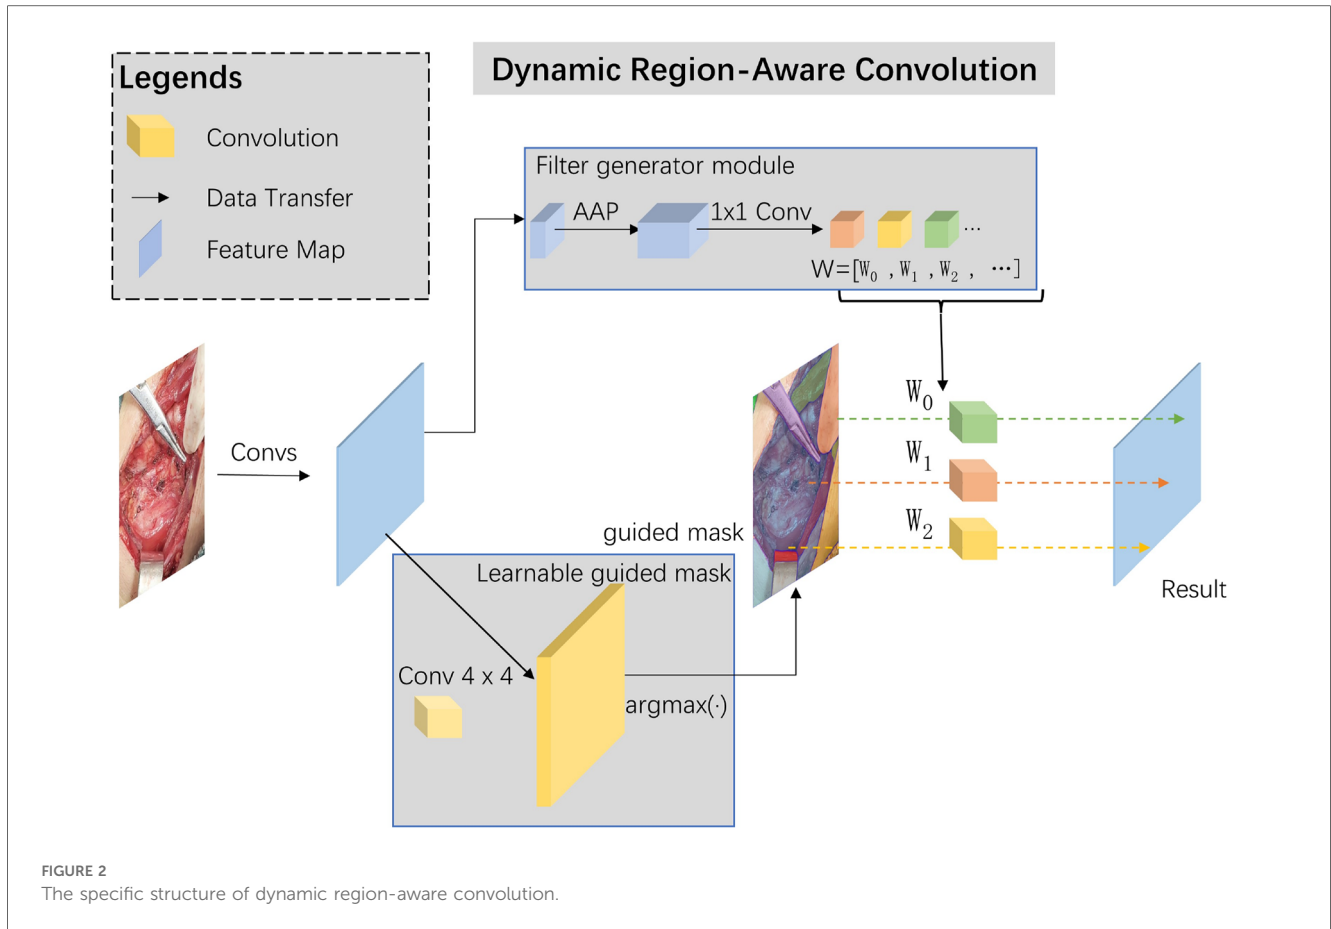 Legends
Convolution
Data Transfer
Feature Map
Dynamic Region-Aware Convolution
Filter generator module
AAP
1x1 Conv
...
W=[W0 , W1 , W2 , ...]
Convs
guided mask
Learnable guided mask
Conv 4 x 4
argmax(·)
W0
W1
W2
Result
FIGURE 2
The specific structure of dynamic region-aware convolution.